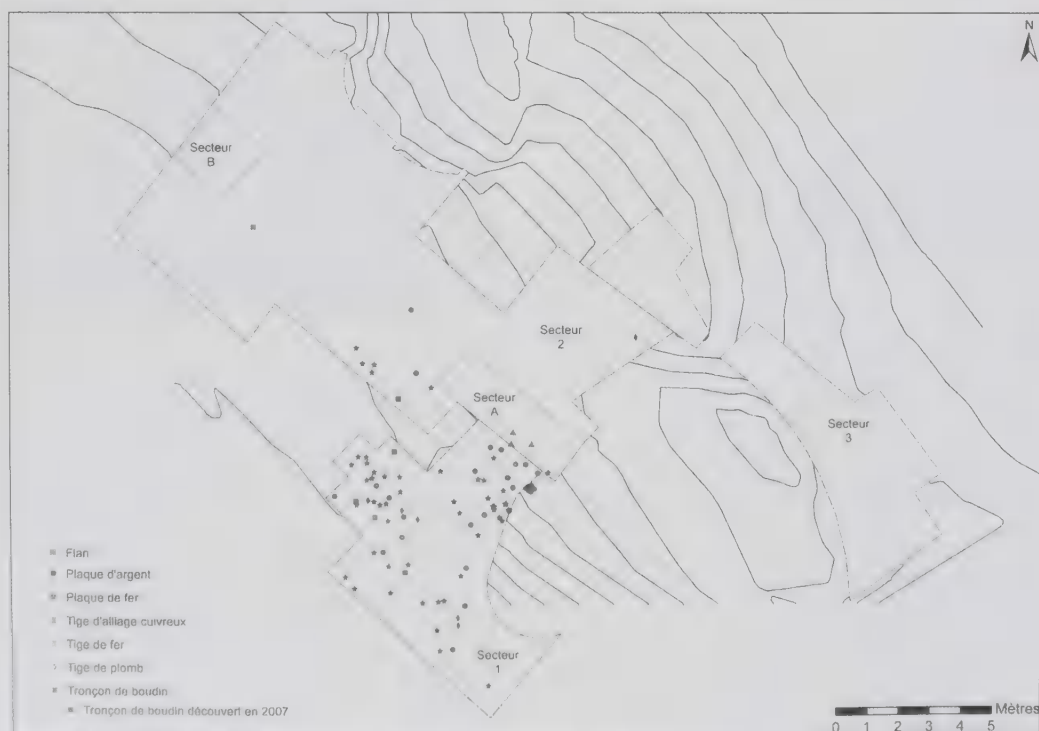 N
Secteur
B
Secteur
2
Secteur
A
Secteur
3
Flan
Plaque d'argent
Plaque de fer
Tige d'alliage cuivreux
Tige de fer
Tige de plomb
Tronçon de boudin
Tronçon de boudin découvert en 2007
Secteur
1
Mètres
0 1 2 3 4 5